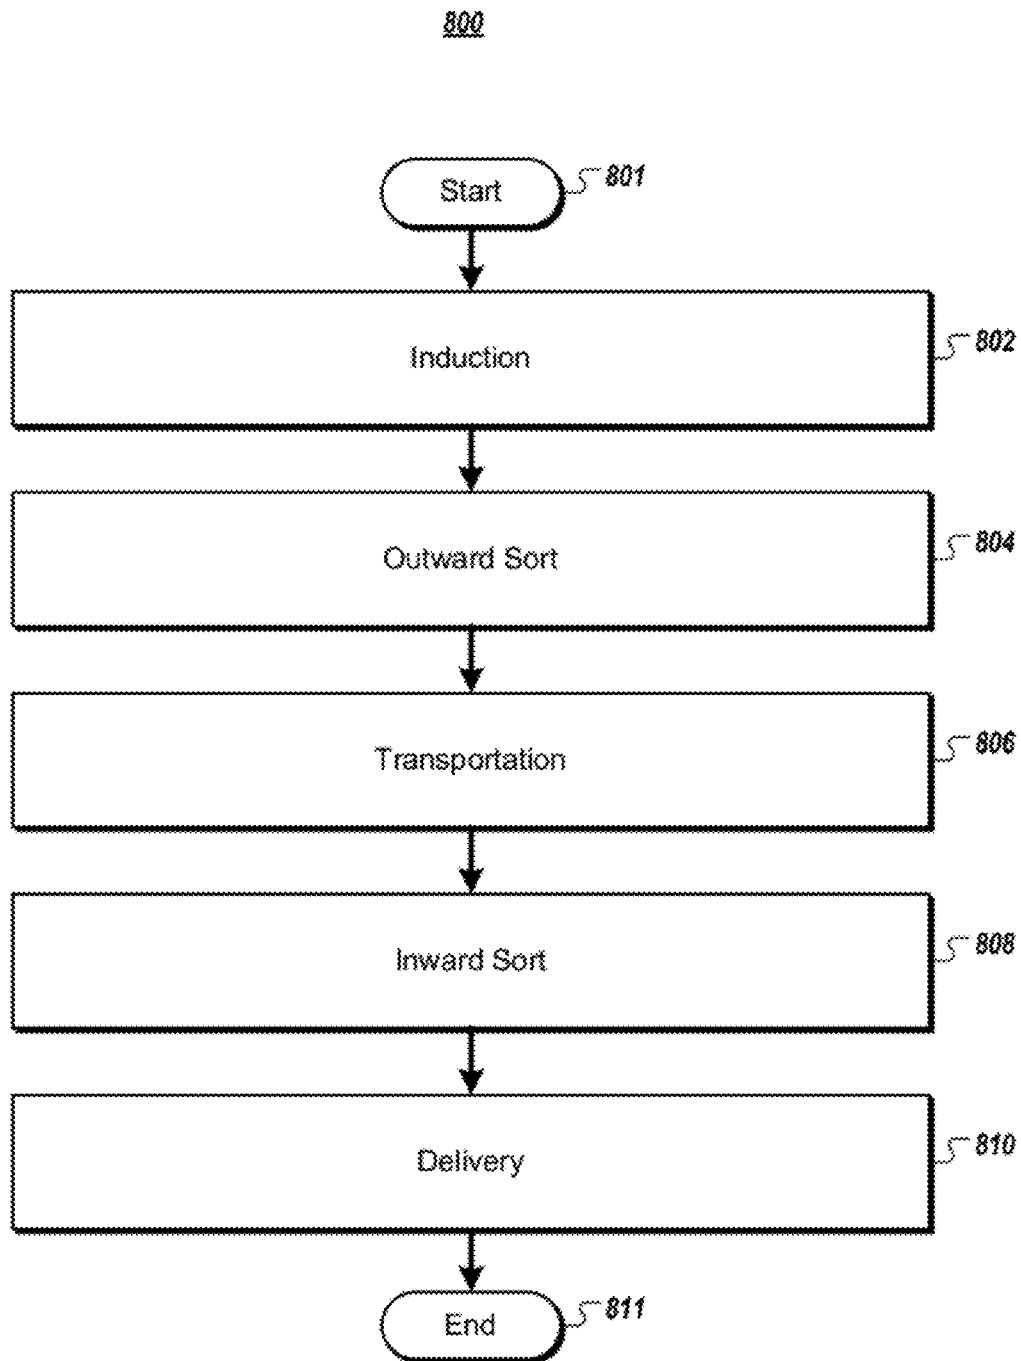 800
Start
801
Induction
802
Outward Sort
804
Transportation
806
Inward Sort
808
Delivery
810
End
811